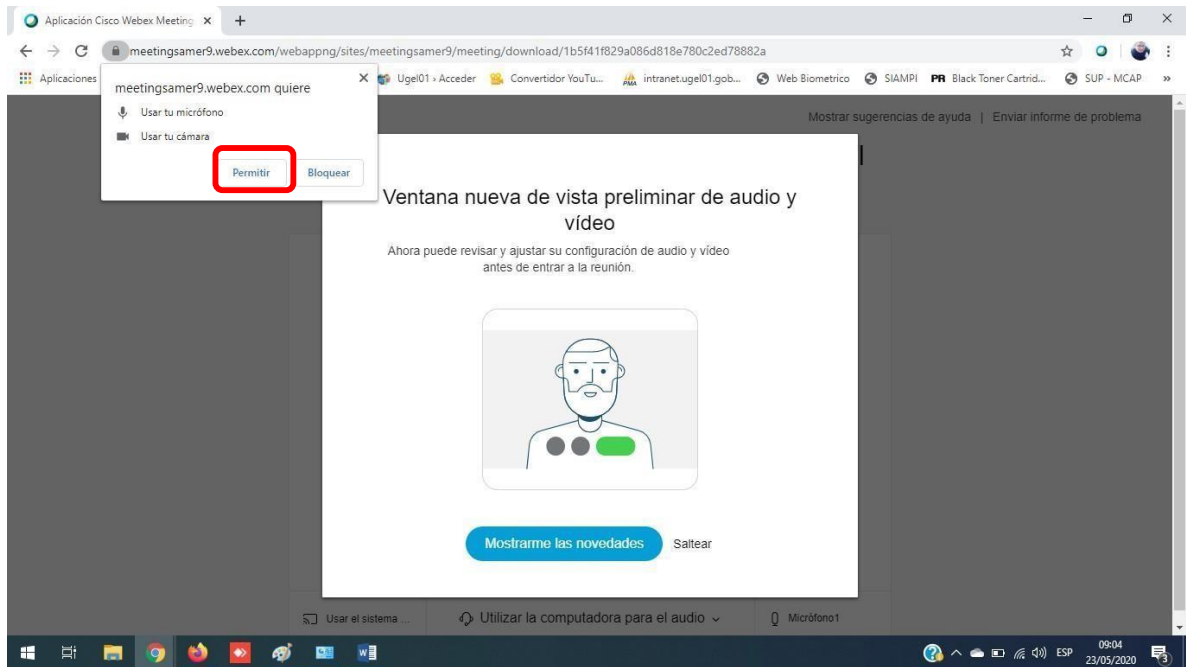 Aplicación Cisco Webex Meeting
meetingsamer9.webex.com/webappng/sites/meetingsamer9/meeting/download/1b5f41f829a086d818e780c2ed78882a
Aplicaciones
Ugel01 › Acceder
Convertidor YouTu...
intranet.ugel01.gob...
Web Biometrico
SIAMPI
PR Black Toner Cartrid...
SUP - MCAP
»
meetingsamer9.webex.com quiere
Usar tu micrófono
Usar tu cámara
Permitir
Bloquear
Mostrar sugerencias de ayuda | Enviar informe de problema
Ventana nueva de vista preliminar de audio y
vídeo
Ahora puede revisar y ajustar su configuración de audio y vídeo
antes de entrar a la reunión.
Mostrarme las novedades
Saltear
Usar el sistema ...
Utilizar la computadora para el audio
Micrófono1
ESP
09:04
23/05/2020
3